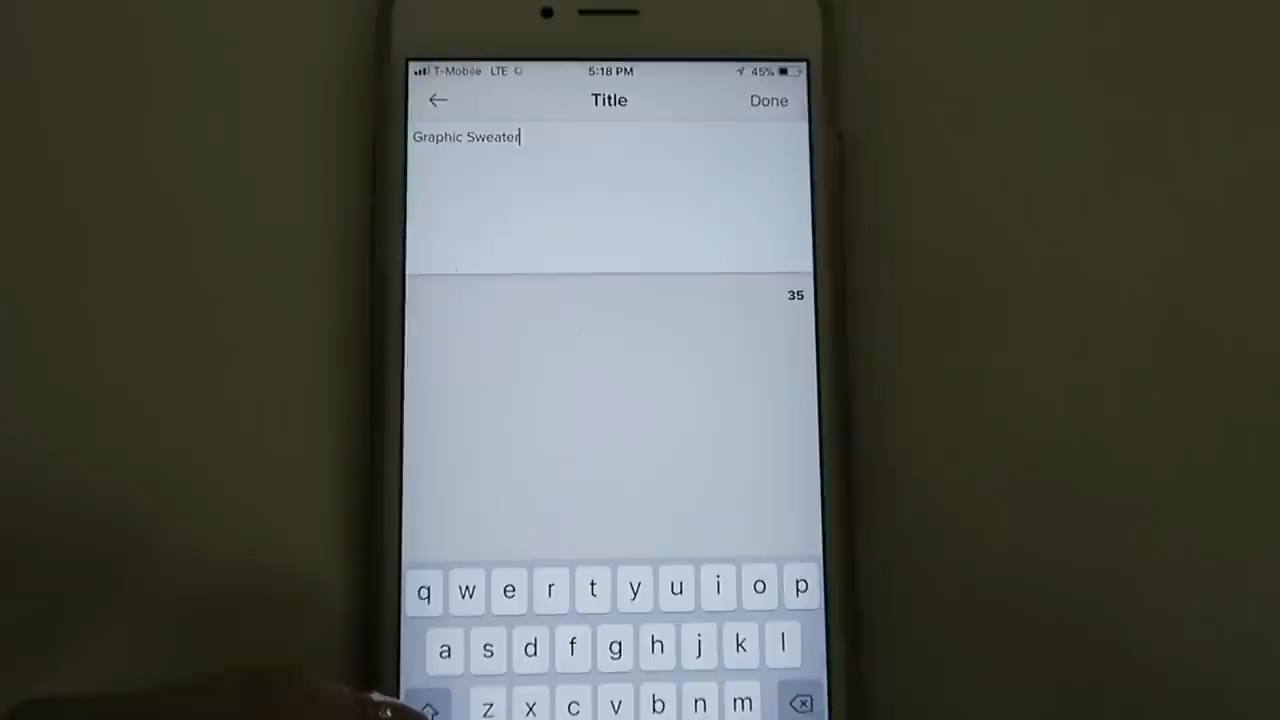 T-Mobile LTE 5:18 PM 45%
Title Done
Graphic Sweater
35
q w e r t y u i o p
a s d f g h j k l
z x c v b n m